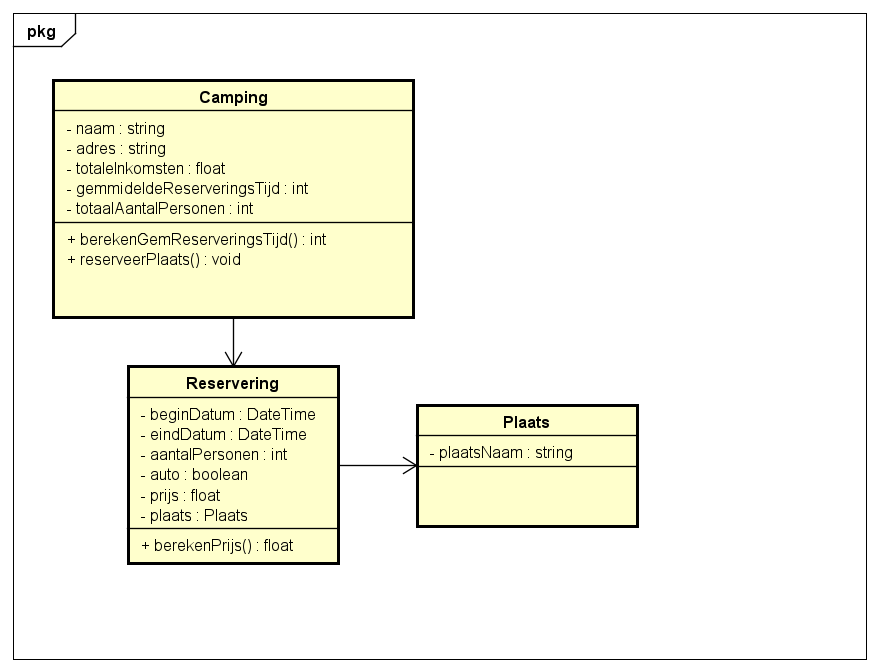 pkg
Camping
- naam : string
- adres : string
- totaleInkomsten : float
- gemmideldeReserveringsTijd : int
- totaalAantalPersonen : int
+ berekenGemReserveringsTijd() : int
+ reserveerPlaats() : void
Reservering
- beginDatum : DateTime
- eindDatum : DateTime
- aantalPersonen : int
- auto : boolean
- prijs : float
- plaats : Plaats
+ berekenPrijs() : float
Plaats
- plaatsNaam : string